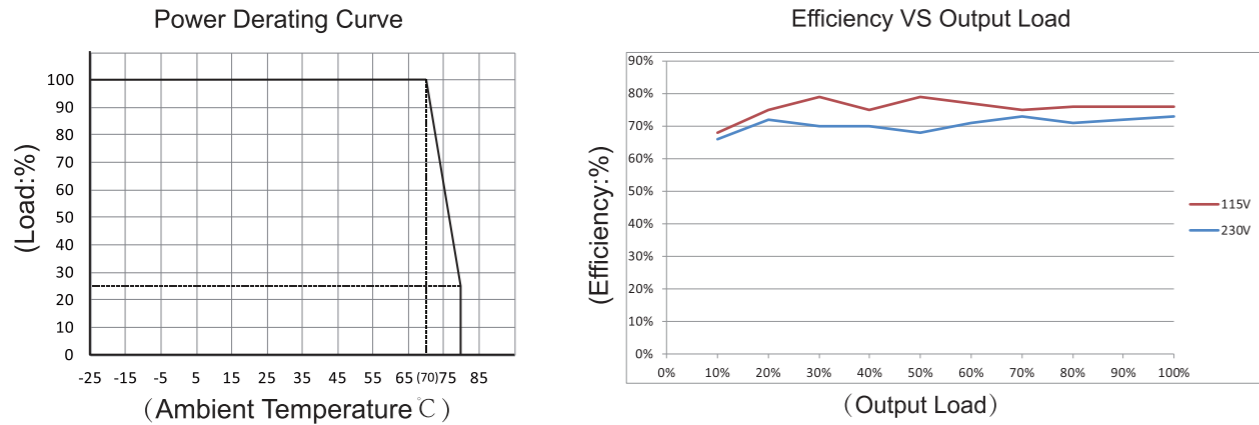 Power Derating Curve
100
90
80
70
60
50
40
30
20
10
0
(Load:%)
-25 -15 -5 5 15 25 35 45 55 65 (70) 75 85
(Ambient Temperature℃)
Efficiency VS Output Load
90%
80%
70%
60%
50%
40%
30%
20%
10%
0%
(Efficiency:%)
0% 10% 20% 30% 40% 50% 60% 70% 80% 90% 100%
(Output Load)
115V
230V